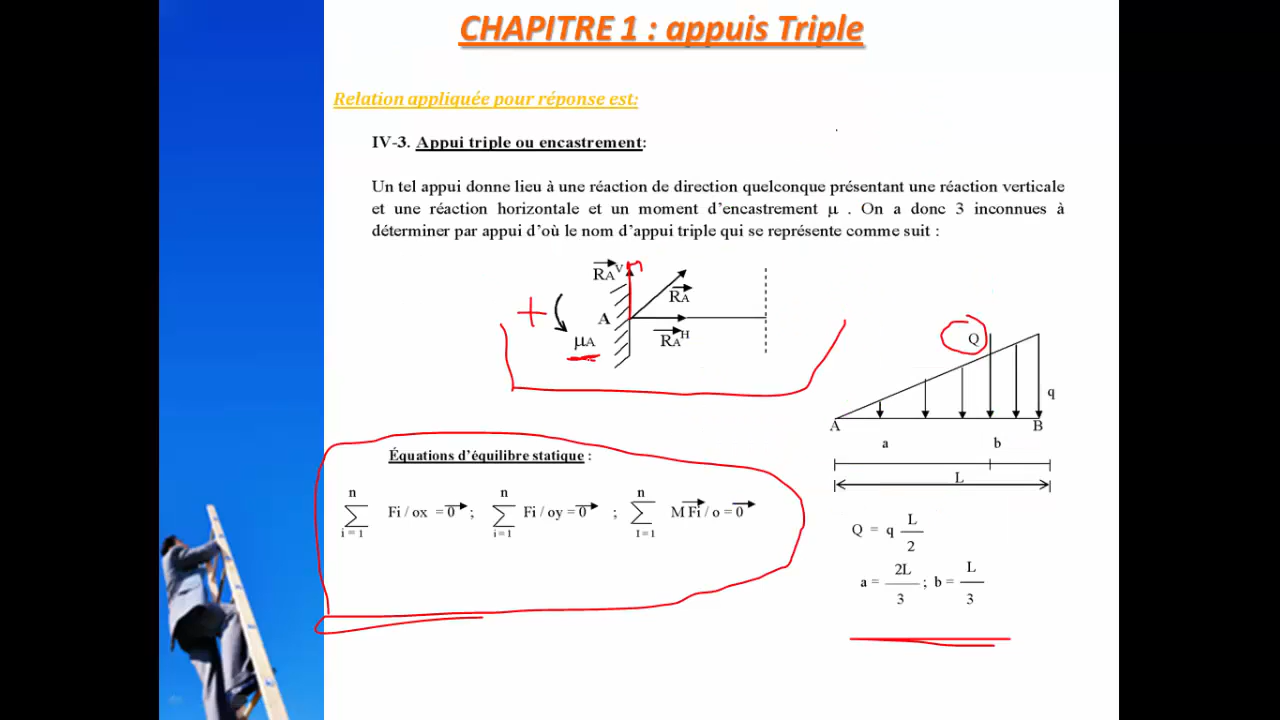 CHAPITRE 1 : appuis Triple
Relation appliquée pour réponse est:
IV-3. Appui triple ou encastrement:
Un tel appui donne lieu à une réaction de direction quelconque présentant une réaction verticale
et une réaction horizontale et un moment d'encastrement μ . On a donc 3 inconnues à
déterminer par appui d'où le nom d'appui triple qui se représente comme suit :
RAV
RA
+
A
μA
RAH
Q
q
A
B
a
b
L
Équations d'équilibre statique :
n
n
n
∑ Fi / ox = 0 ; ∑ Fi / oy = 0 ; ∑ M Fi / o = 0
i = 1
i = 1
I = 1
Q = q L
2
a = 2L ; b = L
3
3